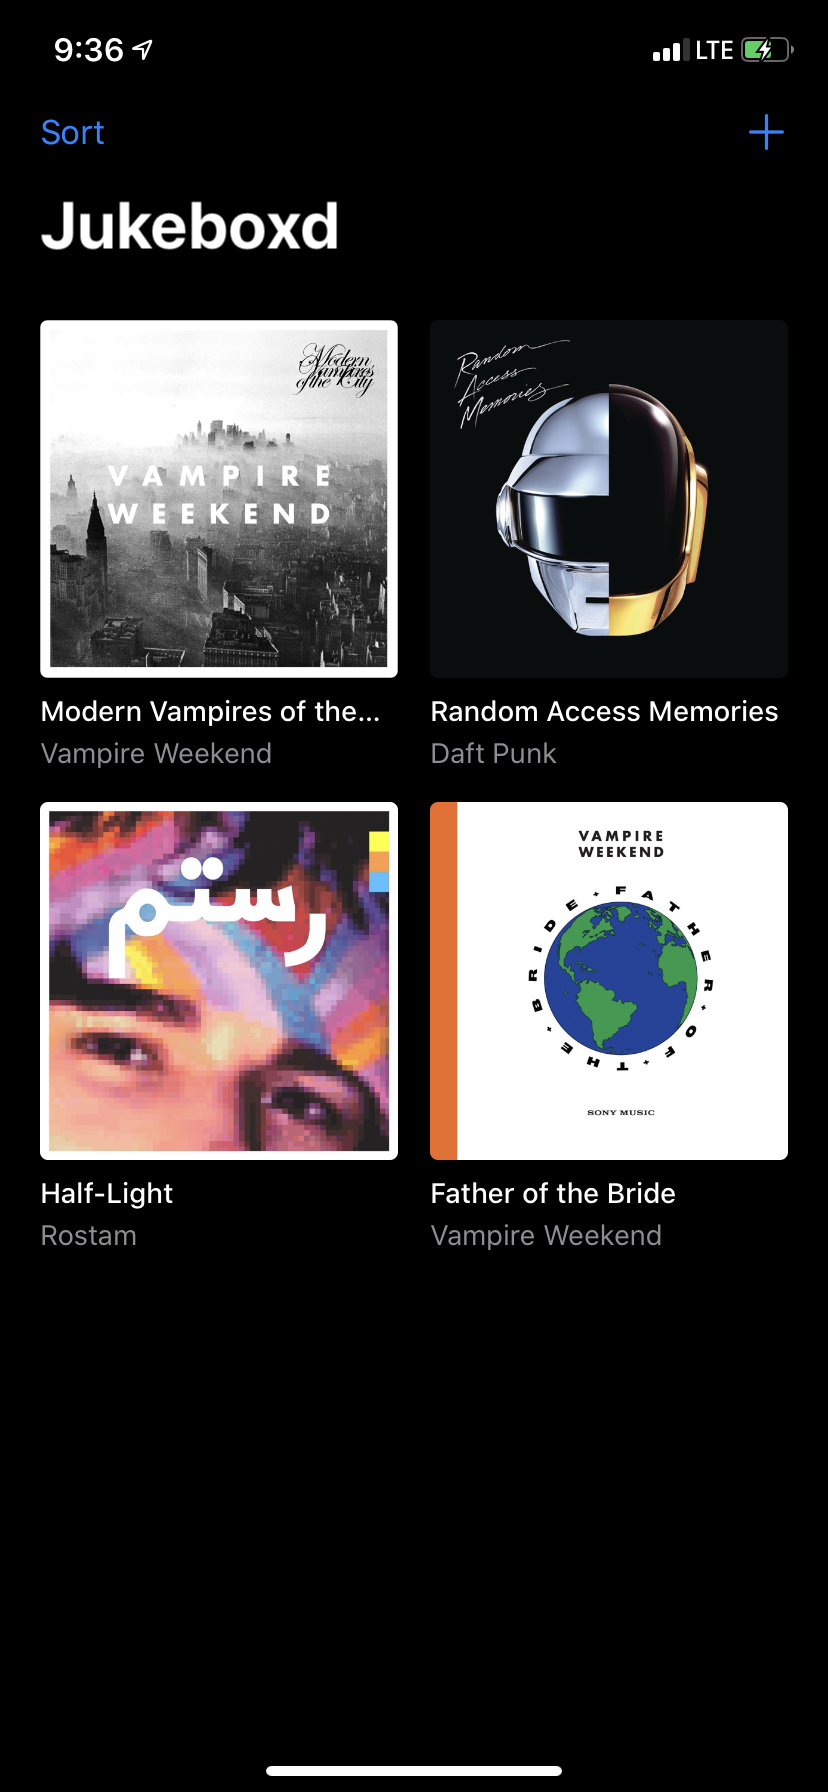 9:36
LTE
Sort
Jukeboxd
Modern
Vampires
of the City
VAMPIRE
WEEKEND
Modern Vampires of the...
Vampire Weekend
Random
Access
Memories
Random Access Memories
Daft Punk
رستم
Half-Light
Rostam
VAMPIRE
WEEKEND
FATHER · OF · THE · BRIDE ·
SONY MUSIC
Father of the Bride
Vampire Weekend